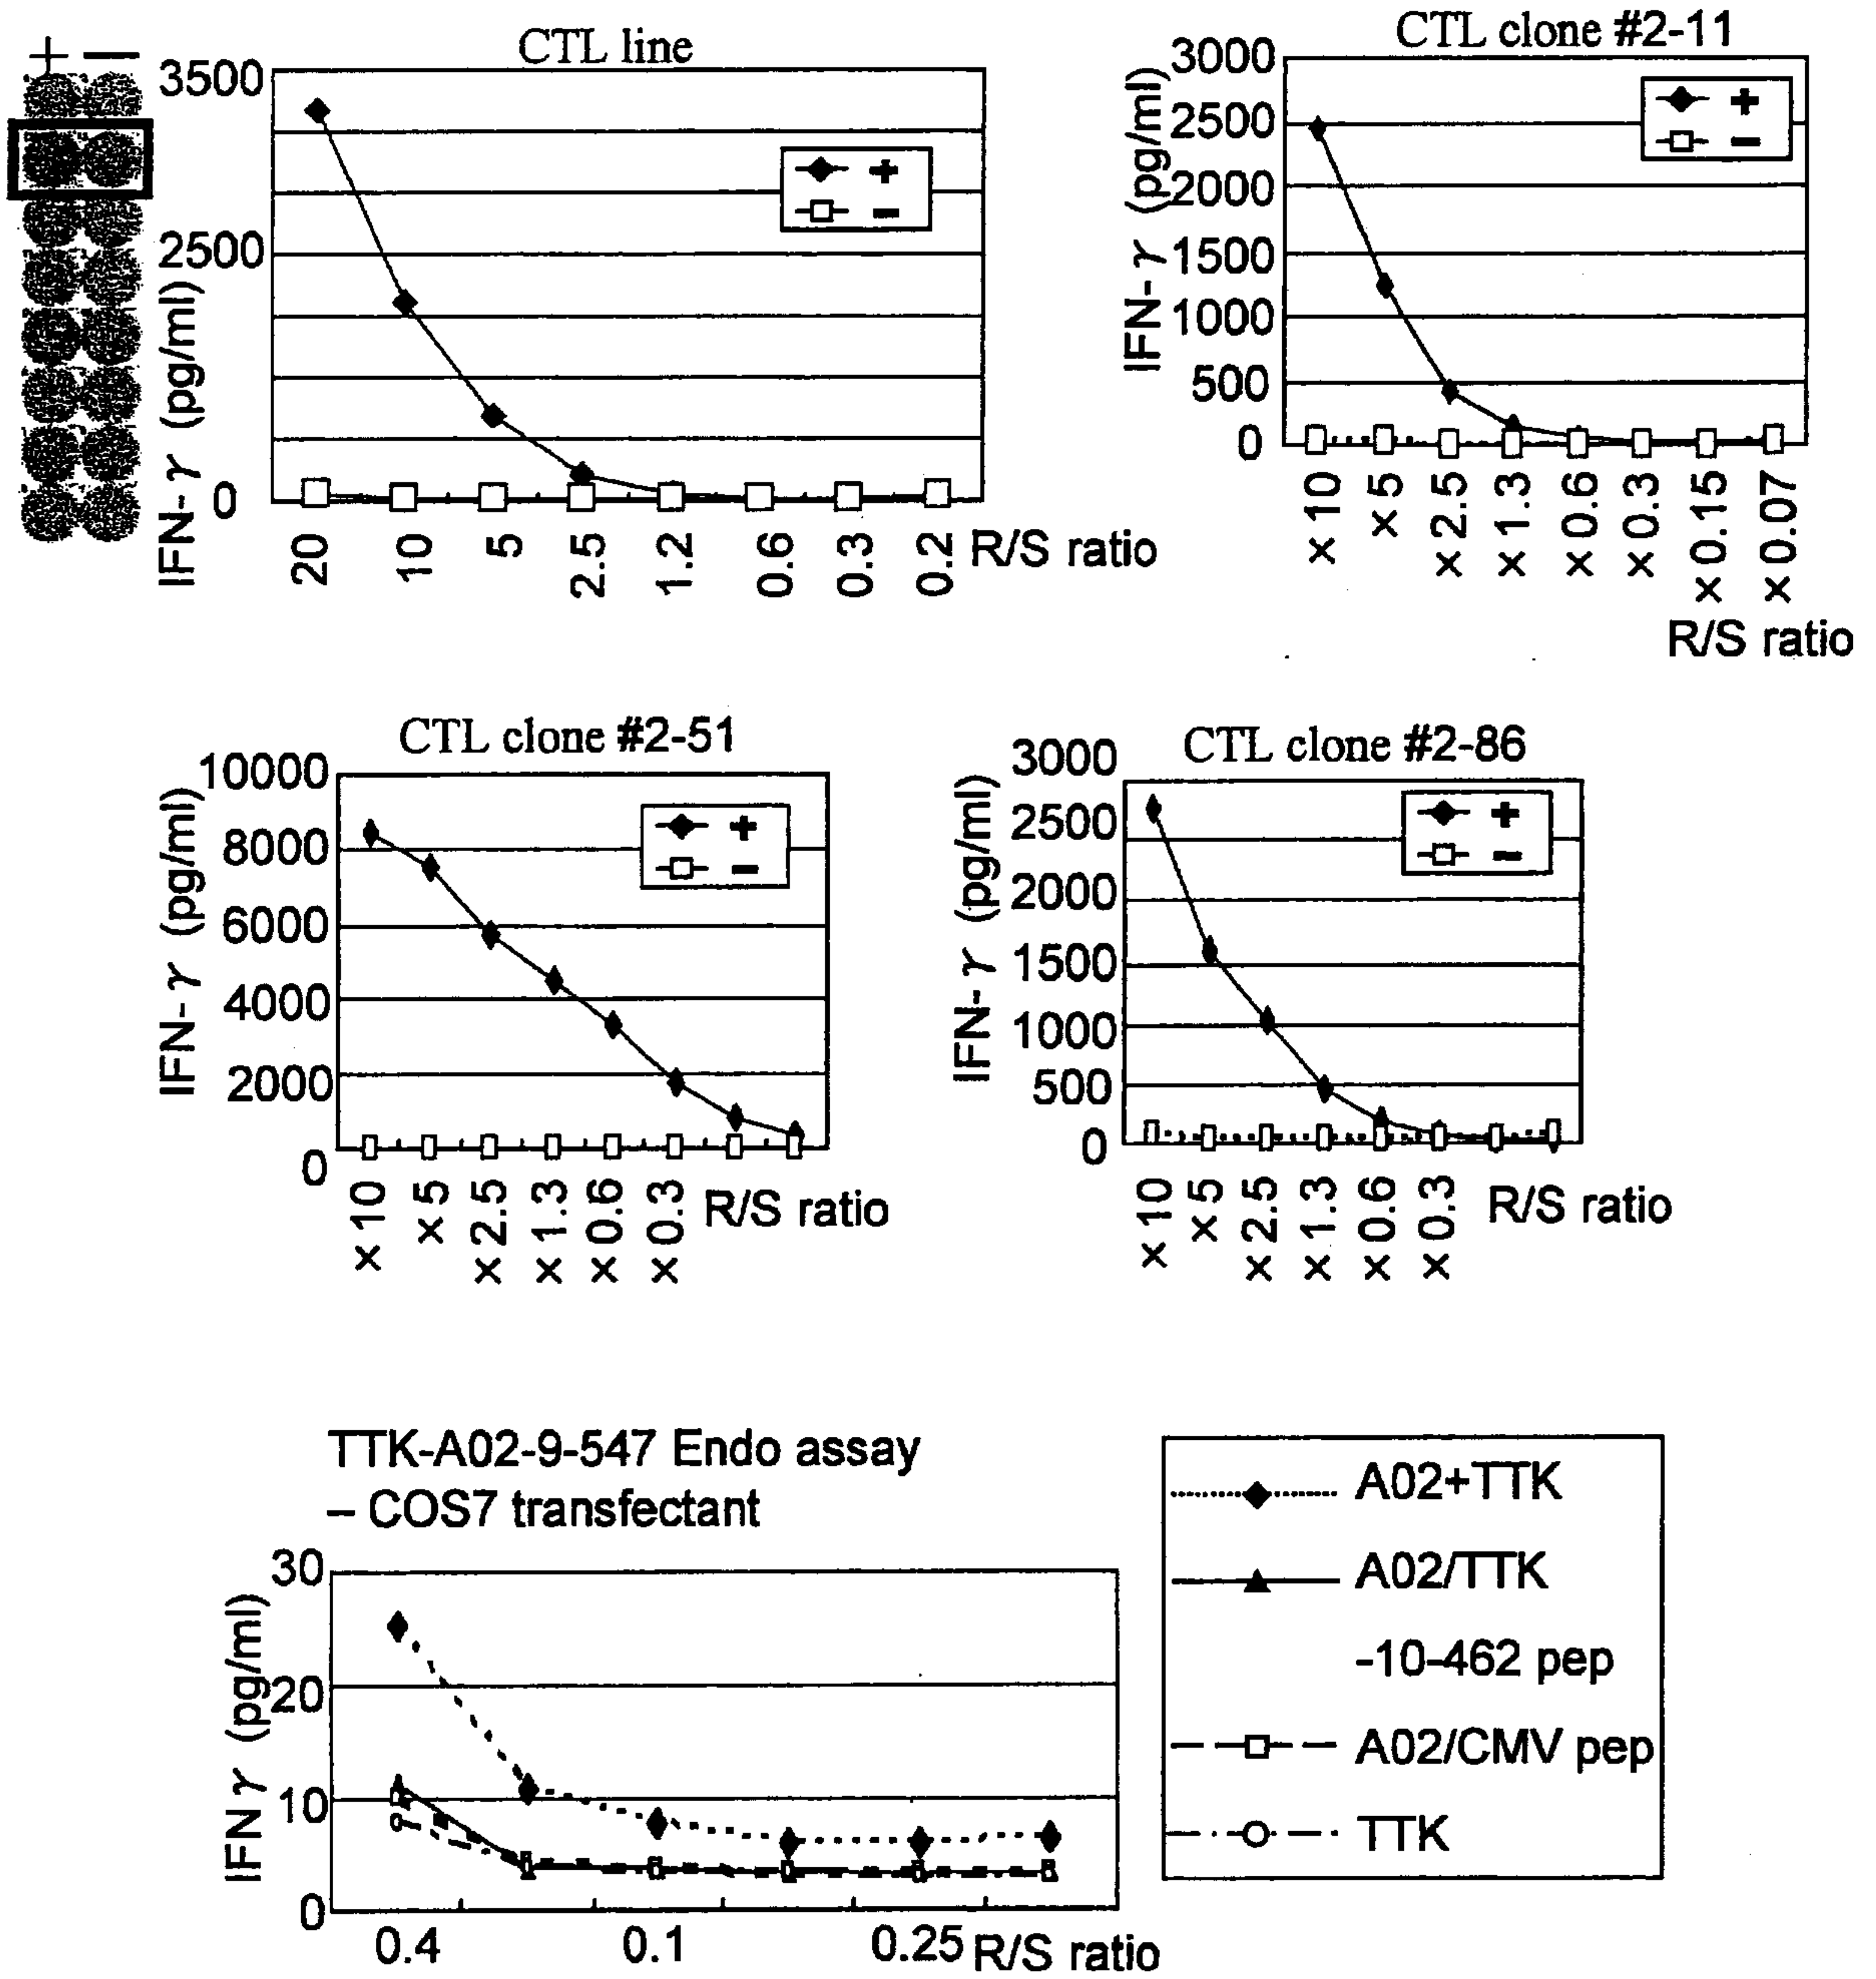 + −
CTL line
3500
2500
0
IFN-γ (pg/ml)
+
−
20 10 5 2.5 1.2 0.6 0.3 0.2 R/S ratio
CTL clone #2-11
3000
2500
2000
1500
1000
500
0
IFN-γ (pg/ml)
+
−
×10 ×5 ×2.5 ×1.3 ×0.6 ×0.3 ×0.15 ×0.07
R/S ratio
CTL clone #2-51
10000
8000
6000
4000
2000
0
IFN-γ (pg/ml)
+
−
×10 ×5 ×2.5 ×1.3 ×0.6 ×0.3 R/S ratio
CTL clone #2-86
3000
2500
2000
1500
1000
500
0
IFN-γ (pg/ml)
+
−
×10 ×5 ×2.5 ×1.3 ×0.6 ×0.3 R/S ratio
TTK-A02-9-547 Endo assay
– COS7 transfectant
30
20
10
0
IFNγ (pg/ml)
0.4 0.1 0.25 R/S ratio
A02+TTK
A02/TTK
-10-462 pep
A02/CMV pep
TTK